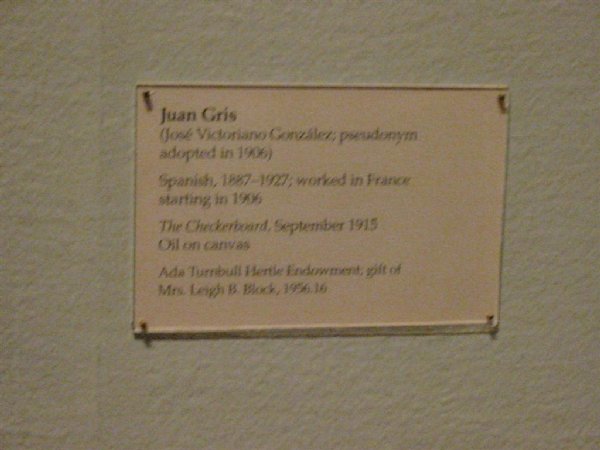 Juan Gris
(José Victoriano González; pseudonym
adopted in 1906)
Spanish, 1887–1927; worked in France
starting in 1906
The Checkerboard, September 1915
Oil on canvas
Ada Turnbull Hertle Endowment; gift of
Mrs. Leigh B. Block, 1956.16